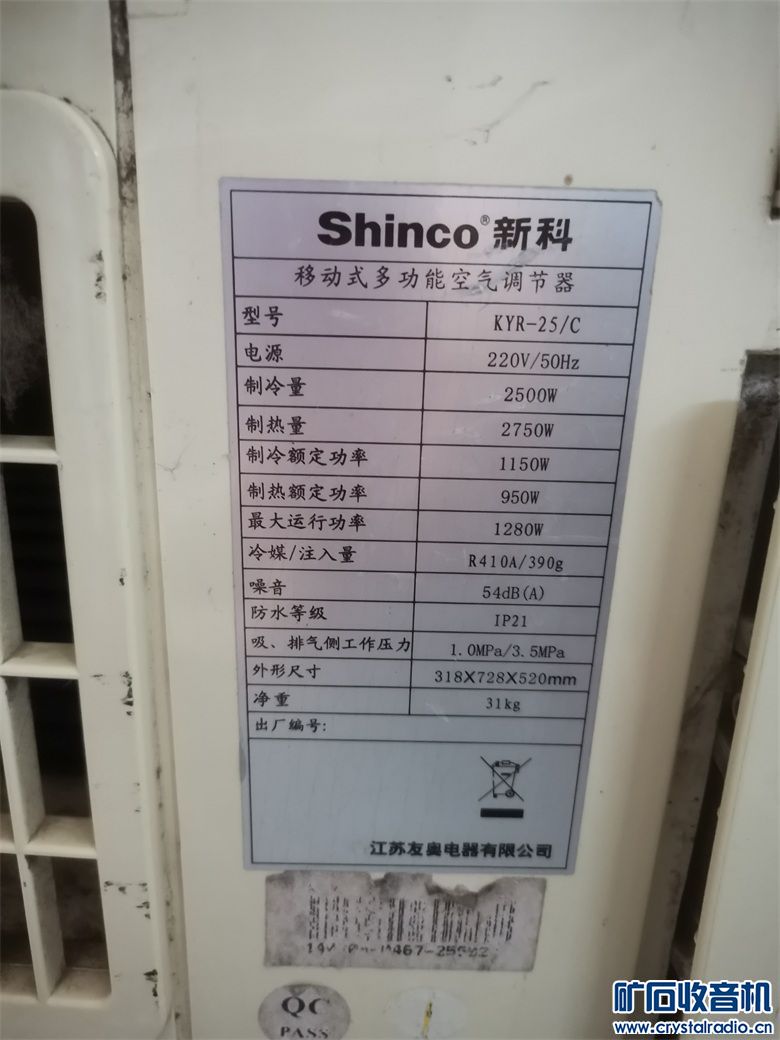 Shinco®新科
移动式多功能空气调节器
型号 KYR-25/C
电源 220V/50Hz
制冷量 2500W
制热量 2750W
制冷额定功率 1150W
制热额定功率 950W
最大运行功率 1280W
冷媒/注入量 R410A/390g
噪音 54dB(A)
防水等级 IP21
吸、排气侧工作压力 1.0MPa/3.5MPa
外形尺寸 318X728X520mm
净重 31kg
出厂编号:
江苏友奥电器有限公司
QC
PASS
矿石收音机
www.crystalradio.cn